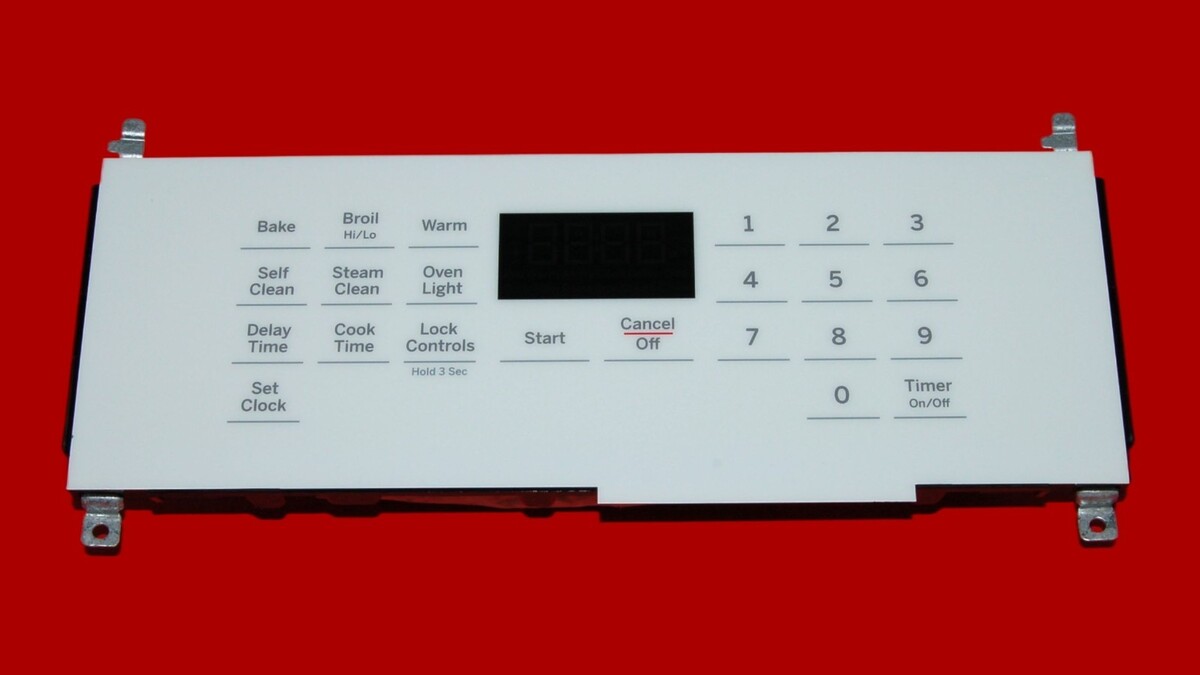 Bake
Broil
Hi/Lo
Warm
Self
Clean
Steam
Clean
Oven
Light
Delay
Time
Cook
Time
Lock
Controls
Hold 3 Sec
Set
Clock
Start
Cancel
Off
1 2 3
4 5 6
7 8 9
0
Timer
On/Off